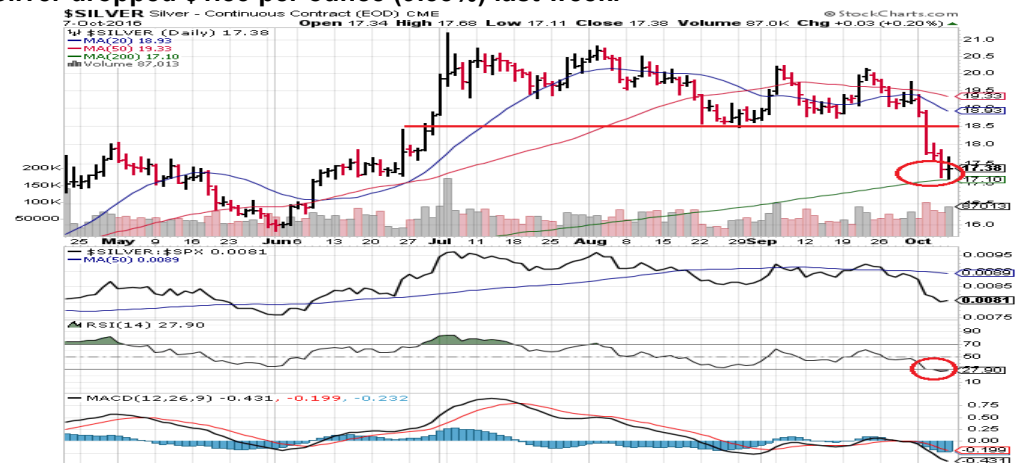 per ounce last week.
$SILVER Silver - Continuous Contract (EOD) CME © StockCharts.com
7-Oct-2016 Open 17.34 High 17.68 Low 17.11 Close 17.38 Volume 87.0K Chg +0.03 (+0.20%)
$SILVER (Daily) 17.38
MA(20) 18.93
MA(50) 19.33
MA(200) 17.10
Volume 87,013
21.0
20.5
20.0
19.5
19.33
18.93
18.5
18.0
17.5
17.38
17.10
16.0
200K
150K
100K
50000
87013
25 May 9 16 23 Jun 6 13 20 27 Jul 11 18 25 Aug 8 15 22 29 Sep 12 19 26 Oct
$SILVER:$SPX 0.0081
MA(50) 0.0089
0.0095
0.0089
0.0085
0.0081
0.0075
RSI(14) 27.90
90
70
50
27.90
10
MACD(12,26,9) -0.431, -0.199, -0.232
0.75
0.50
0.25
0.00
-0.199
-0.431